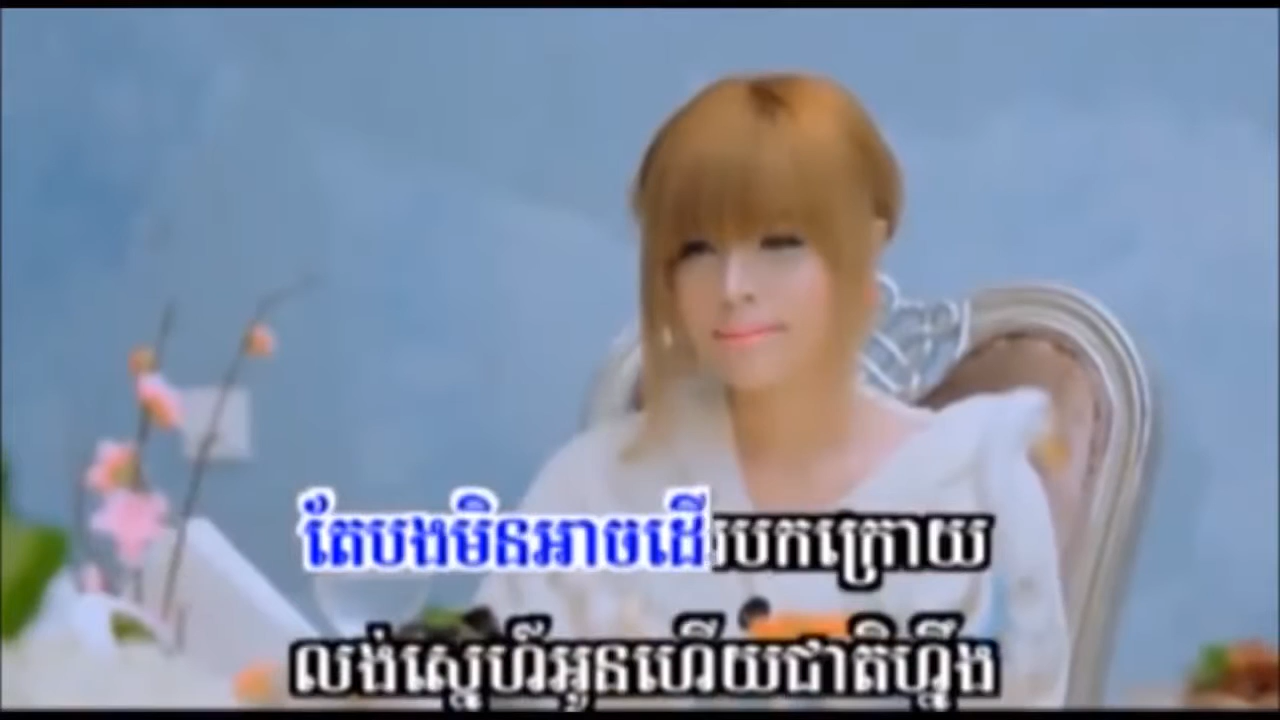 តែបងមិនអាចដើរបកក្រោយ
លង់ស្នេហ៍អូនហើយជាតិហ្នឹង